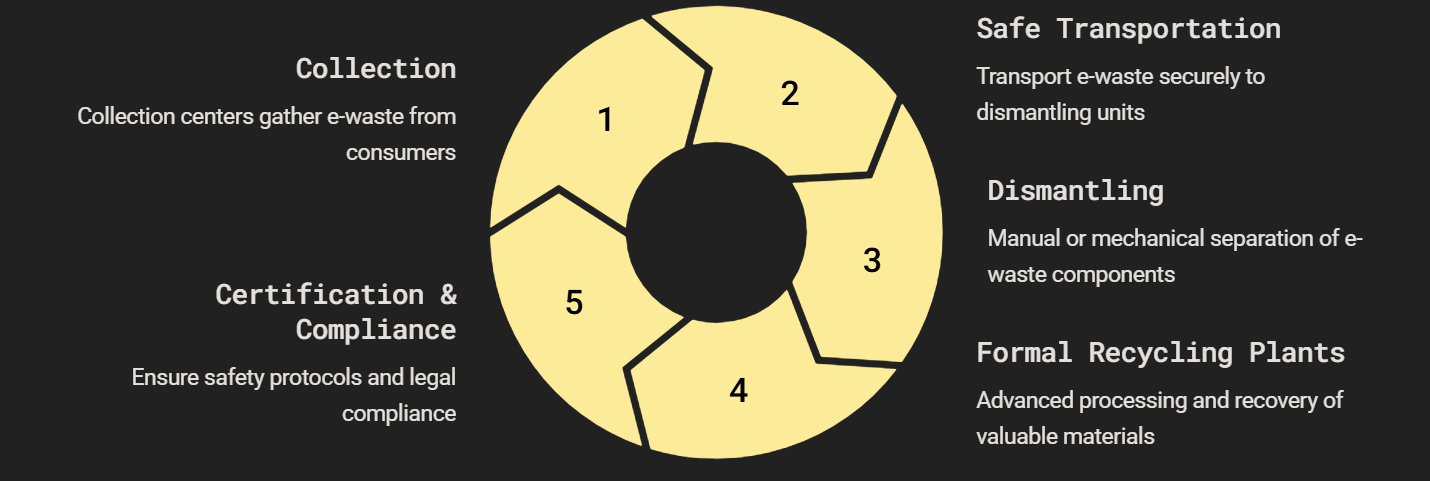 Collection
Collection centers gather e-waste from
consumers
1
2
Safe Transportation
Transport e-waste securely to
dismantling units
3
Dismantling
Manual or mechanical separation of e-
waste components
4
Formal Recycling Plants
Advanced processing and recovery of
valuable materials
5
Certification &
Compliance
Ensure safety protocols and legal
compliance